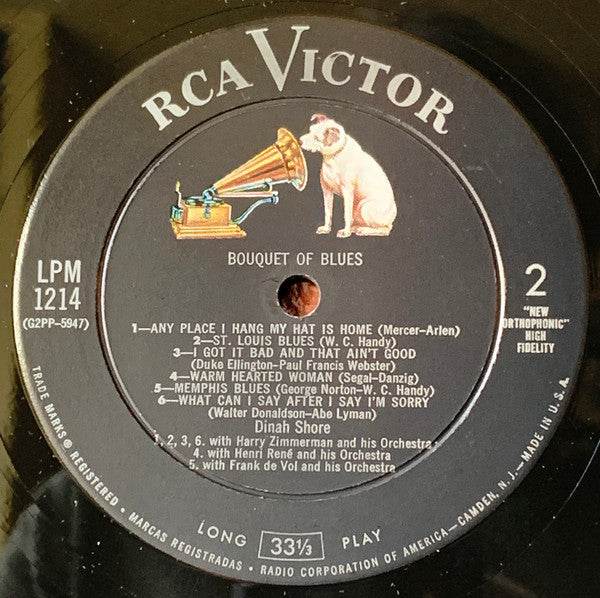 RCA VICTOR
BOUQUET OF BLUES
LPM
1214
(G2PP-5947)
2
"NEW
ORTHOPHONIC"
HIGH
FIDELITY
1—ANY PLACE I HANG MY HAT IS HOME (Mercer-Arlen)
2—ST. LOUIS BLUES (W. C. Handy)
3—I GOT IT BAD AND THAT AIN'T GOOD
(Duke Ellington-Paul Francis Webster)
4—WARM HEARTED WOMAN (Segal-Danzig)
5—MEMPHIS BLUES (George Norton-W. C. Handy)
6—WHAT CAN I SAY AFTER I SAY I'M SORRY
(Walter Donaldson-Abe Lyman)
Dinah Shore
1, 2, 3, 6. with Harry Zimmerman and his Orchestra
4. with Henri René and his Orchestra
5. with Frank de Vol and his Orchestra
LONG 33⅓ PLAY
TRADE MARKS ® REGISTERED • MARCAS REGISTRADAS • RADIO CORPORATION OF AMERICA—CAMDEN, N. J.—MADE IN U.S.A.